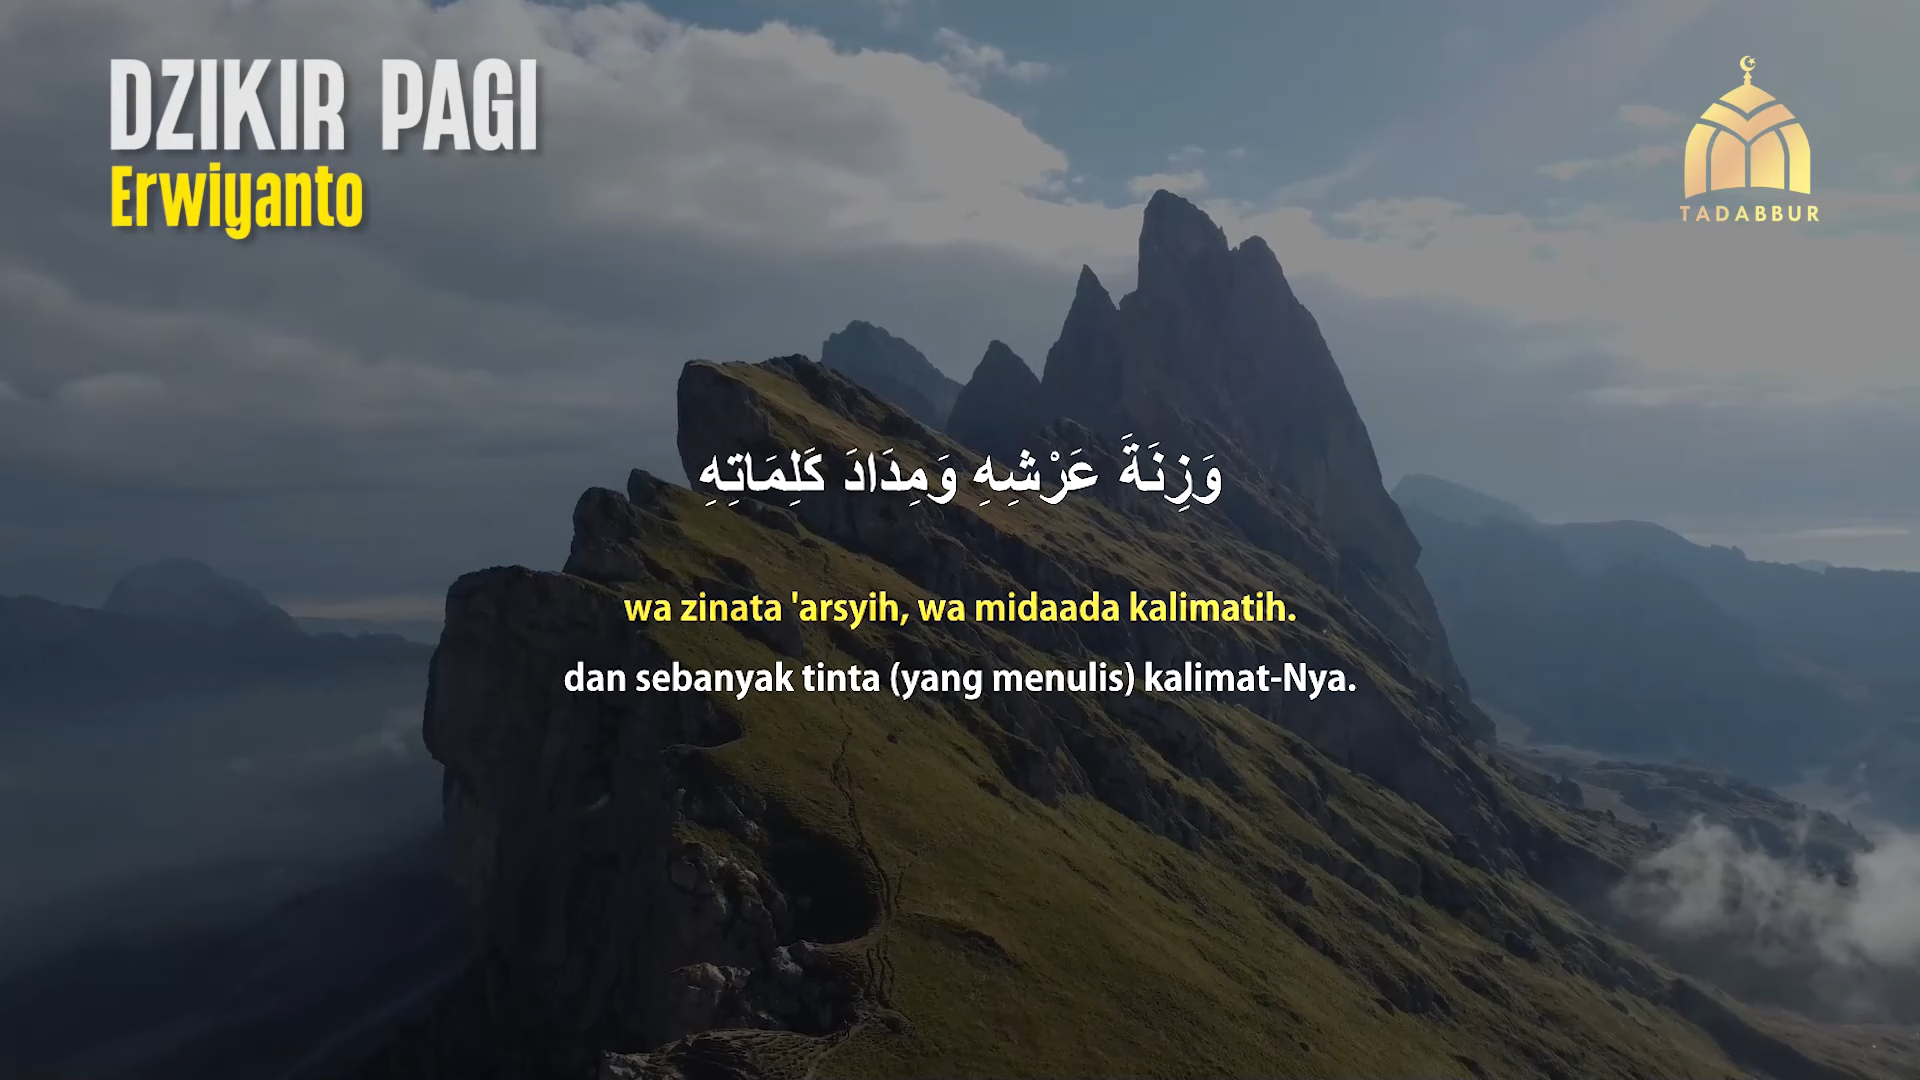 DZIKIR PAGI
Erwiyanto
TADABBUR
وَزِنَةَ عَرْشِهِ وَمِدَادَ كَلِمَاتِهِ
wa zinata 'arsyih, wa midaada kalimatih.
dan sebanyak tinta (yang menulis) kalimat-Nya.